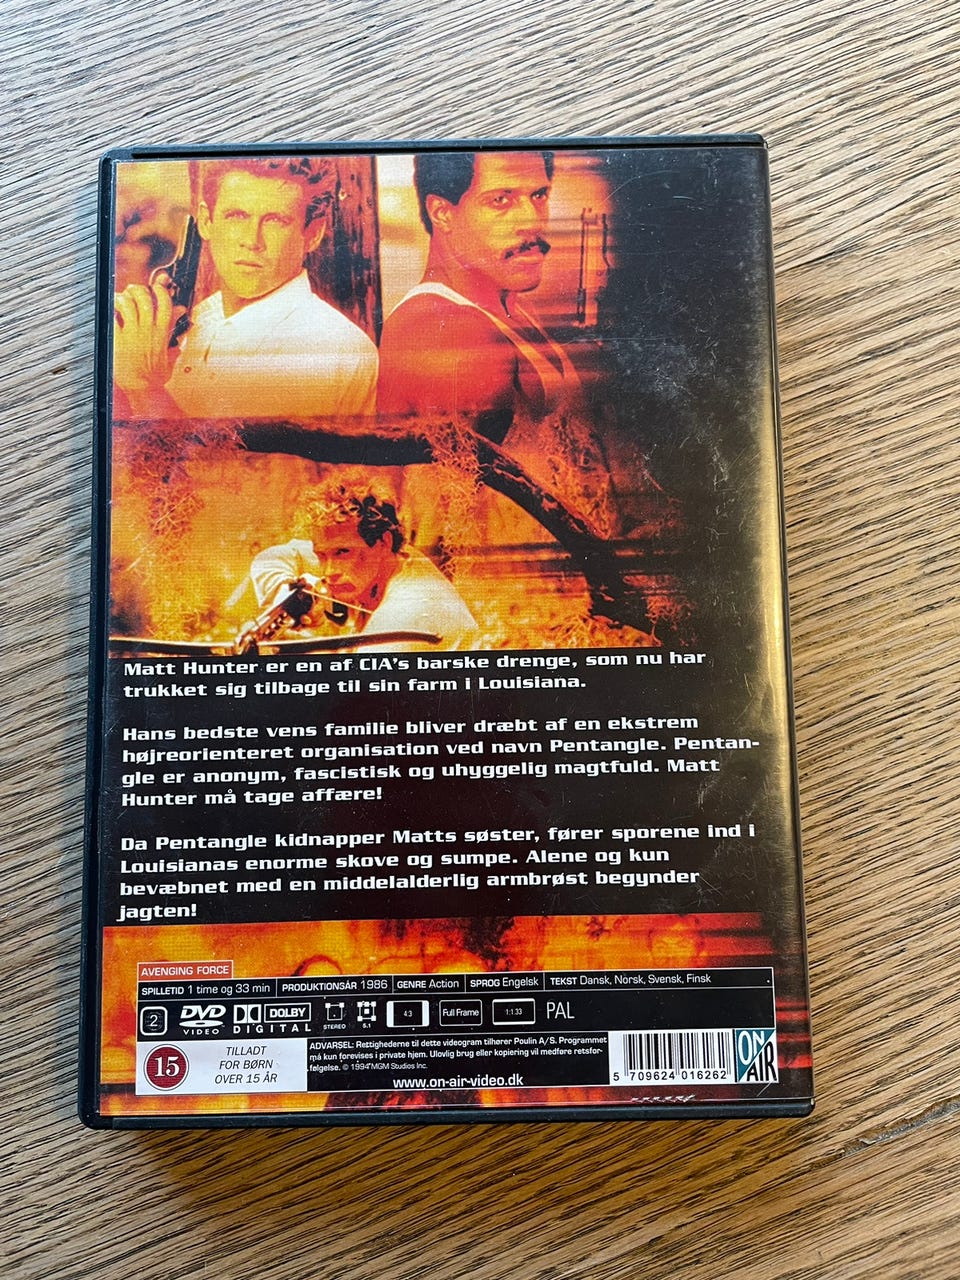 Matt Hunter er en af CIA's barske drenge, som nu har
trukket sig tilbage til sin farm i Louisiana.
Hans bedste vens familie bliver dræbt af en ekstrem
højreorienteret organisation ved navn Pentangle. Pentan-
gle er anonym, fascistisk og uhyggelig magtfuld. Matt
Hunter må tage affære!
Da Pentangle kidnapper Matts søster, fører sporene ind i
Louisianas enorme skove og sumpe. Alene og kun
bevæbnet med en middelalderlig armbrøst begynder
jagten!
AVENGING FORCE
SPILLETID 1 time og 33 min PRODUKTIONSÅR 1986 GENRE Action SPROG Engelsk TEKST Dansk, Norsk, Svensk, Finsk
2 DVD VIDEO DOLBY DIGITAL STEREO 5.1 4:3 Full Frame 1:1.33 PAL
15
TILLADT
FOR BØRN
OVER 15 ÅR
ADVARSEL: Rettighederne til dette videogram tilhører Poulin A/S. Programmet
må kun forevises i privat hjem. Ulovlig brug eller kopiering vil medføre retsfor-
følgelse. © 1994 MGM Studios Inc.
www.on-air-video.dk
5 709624 016262
ON
AIR